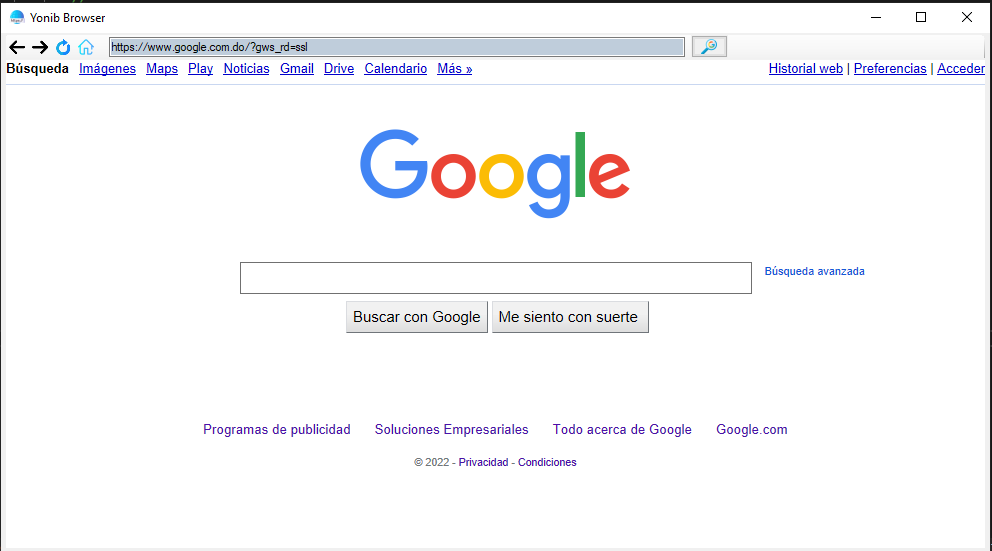 Yonib Browser
https://www.google.com.do/?gws_rd=ssl
Búsqueda Imágenes Maps Play Noticias Gmail Drive Calendario Más » Historial web | Preferencias | Acceder
Google
Búsqueda avanzada
Buscar con Google Me siento con suerte
Programas de publicidad Soluciones Empresariales Todo acerca de Google Google.com
© 2022 - Privacidad - Condiciones